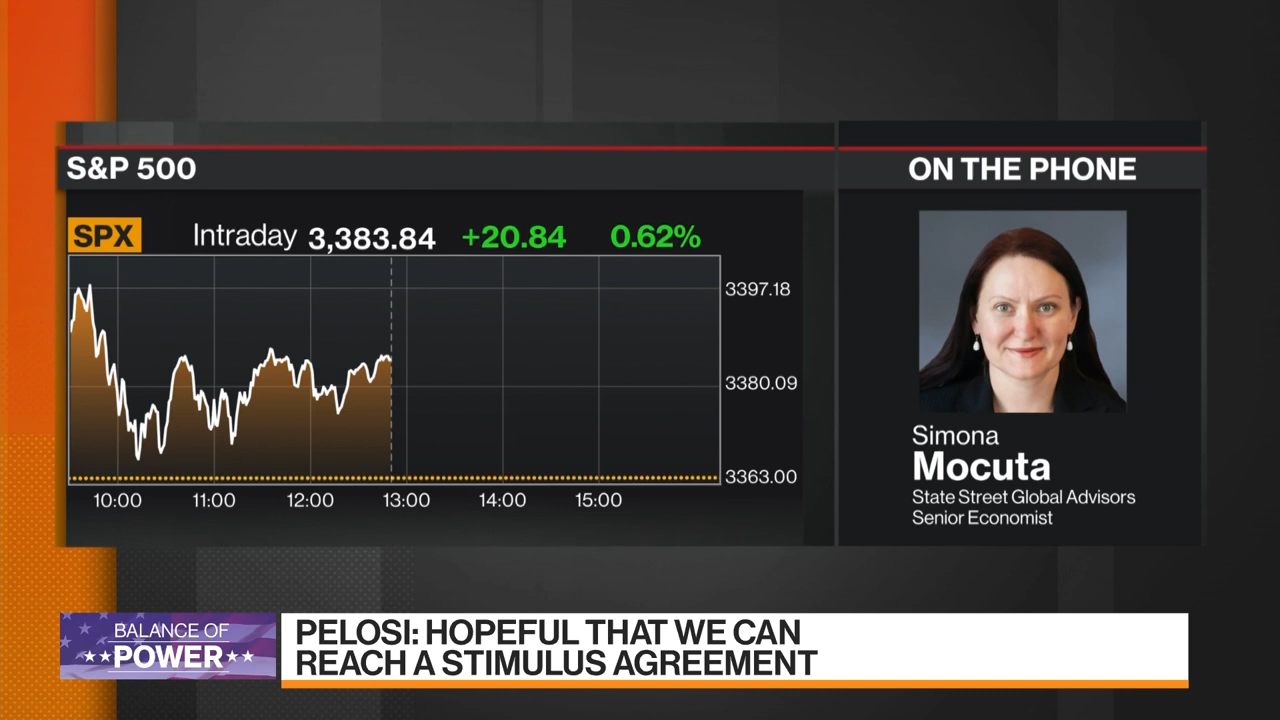 S&P 500
SPX Intraday 3,383.84 +20.84 0.62%
3397.18
3380.09
3363.00
10:00 11:00 12:00 13:00 14:00 15:00
ON THE PHONE
Simona
Mocuta
State Street Global Advisors
Senior Economist
BALANCE OF
POWER
PELOSI: HOPEFUL THAT WE CAN
REACH A STIMULUS AGREEMENT